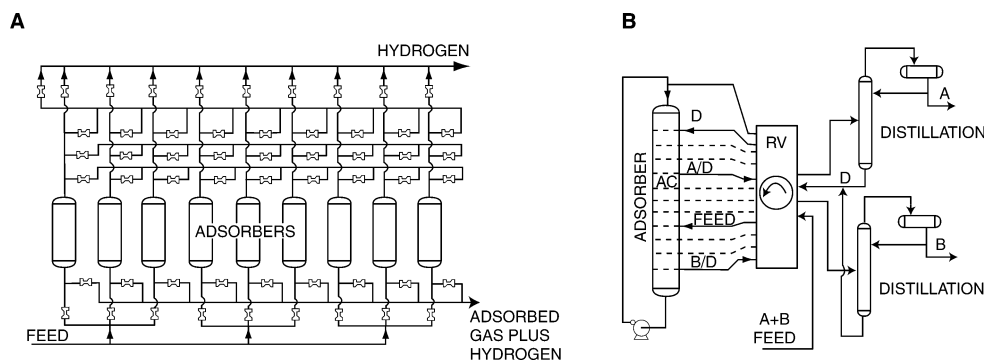 A
HYDROGEN
ADSORBERS
FEED
ADSORBED
GAS PLUS
HYDROGEN
B
ADSORBER
AC
D
A/D
FEED
B/D
RV
A+B
FEED
A
DISTILLATION
D
B
DISTILLATION